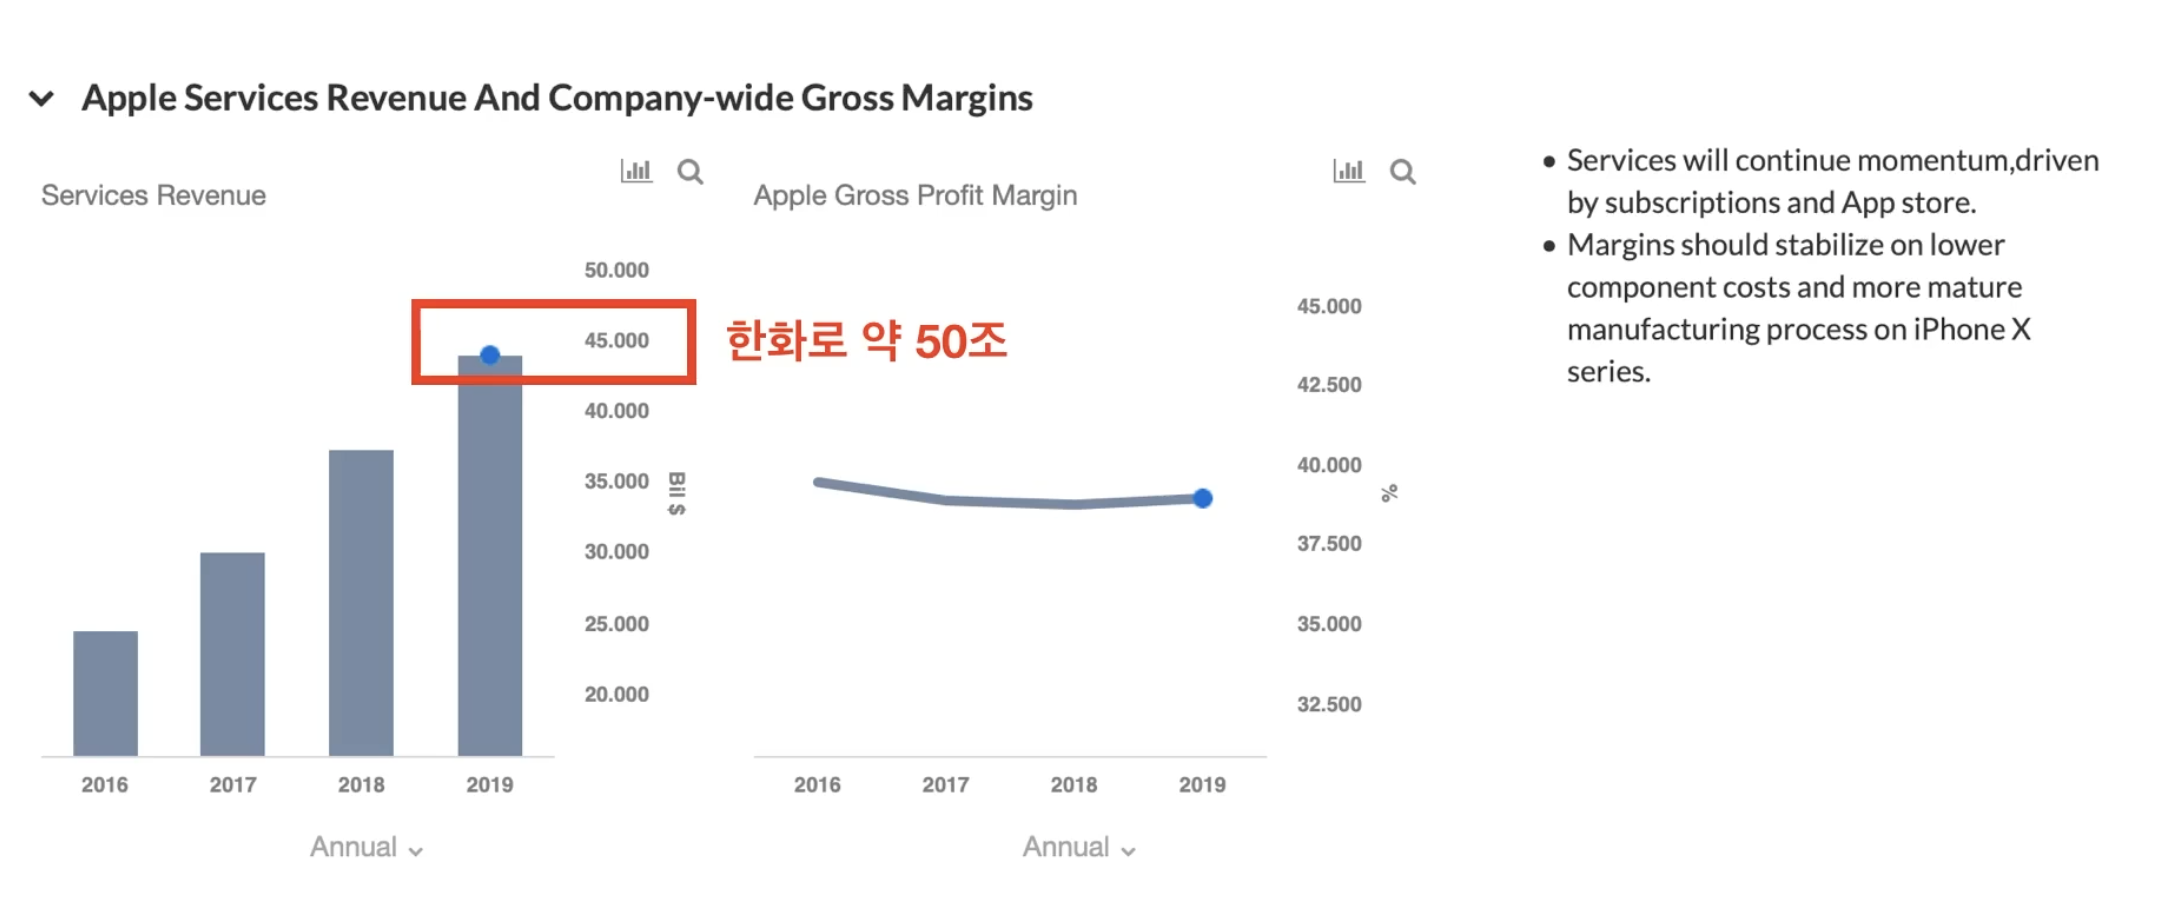 Apple Services Revenue And Company-wide Gross Margins
Services Revenue
50.000
45.000
40.000
35.000
30.000
25.000
20.000
Bil $
2016 2017 2018 2019
Annual
한화로 약 50조
Apple Gross Profit Margin
45.000
42.500
40.000
37.500
35.000
32.500
%
2016 2017 2018 2019
Annual
• Services will continue momentum,driven
by subscriptions and App store.
• Margins should stabilize on lower
component costs and more mature
manufacturing process on iPhone X
series.